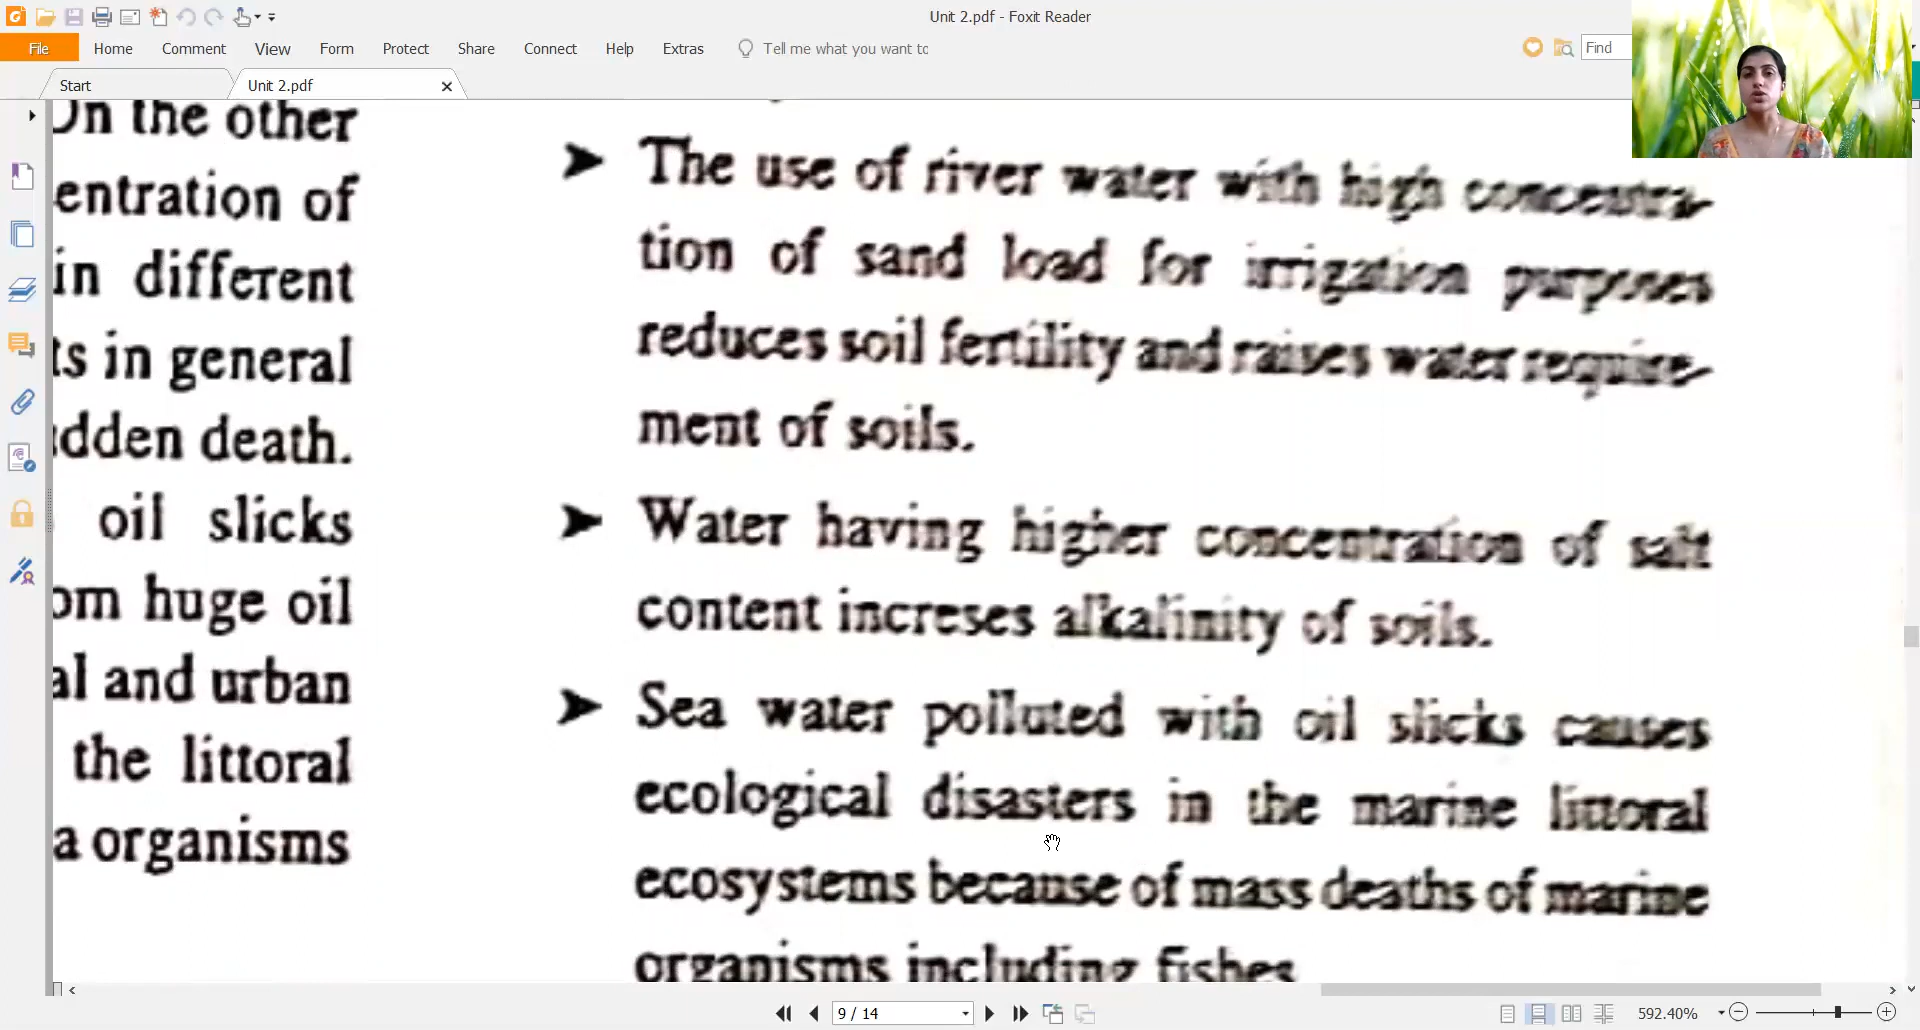 Unit 2.pdf - Foxit Reader
File Home Comment View Form Protect Share Connect Help Extras Tell me what you want to Find
Start Unit 2.pdf
On the other
entration of
in different
ts in general
dden death.
oil slicks
om huge oil
al and urban
the littoral
a organisms
➤ The use of river water with high concentra-
tion of sand load for irrigation purposes
reduces soil fertility and raises water require-
ment of soils.
➤ Water having higher concentration of salt
content increses alkalinity of soils.
➤ Sea water polluted with oil slicks causes
ecological disasters in the marine littoral
ecosystems because of mass deaths of marine
organisms including fishes
9 / 14 592.40%